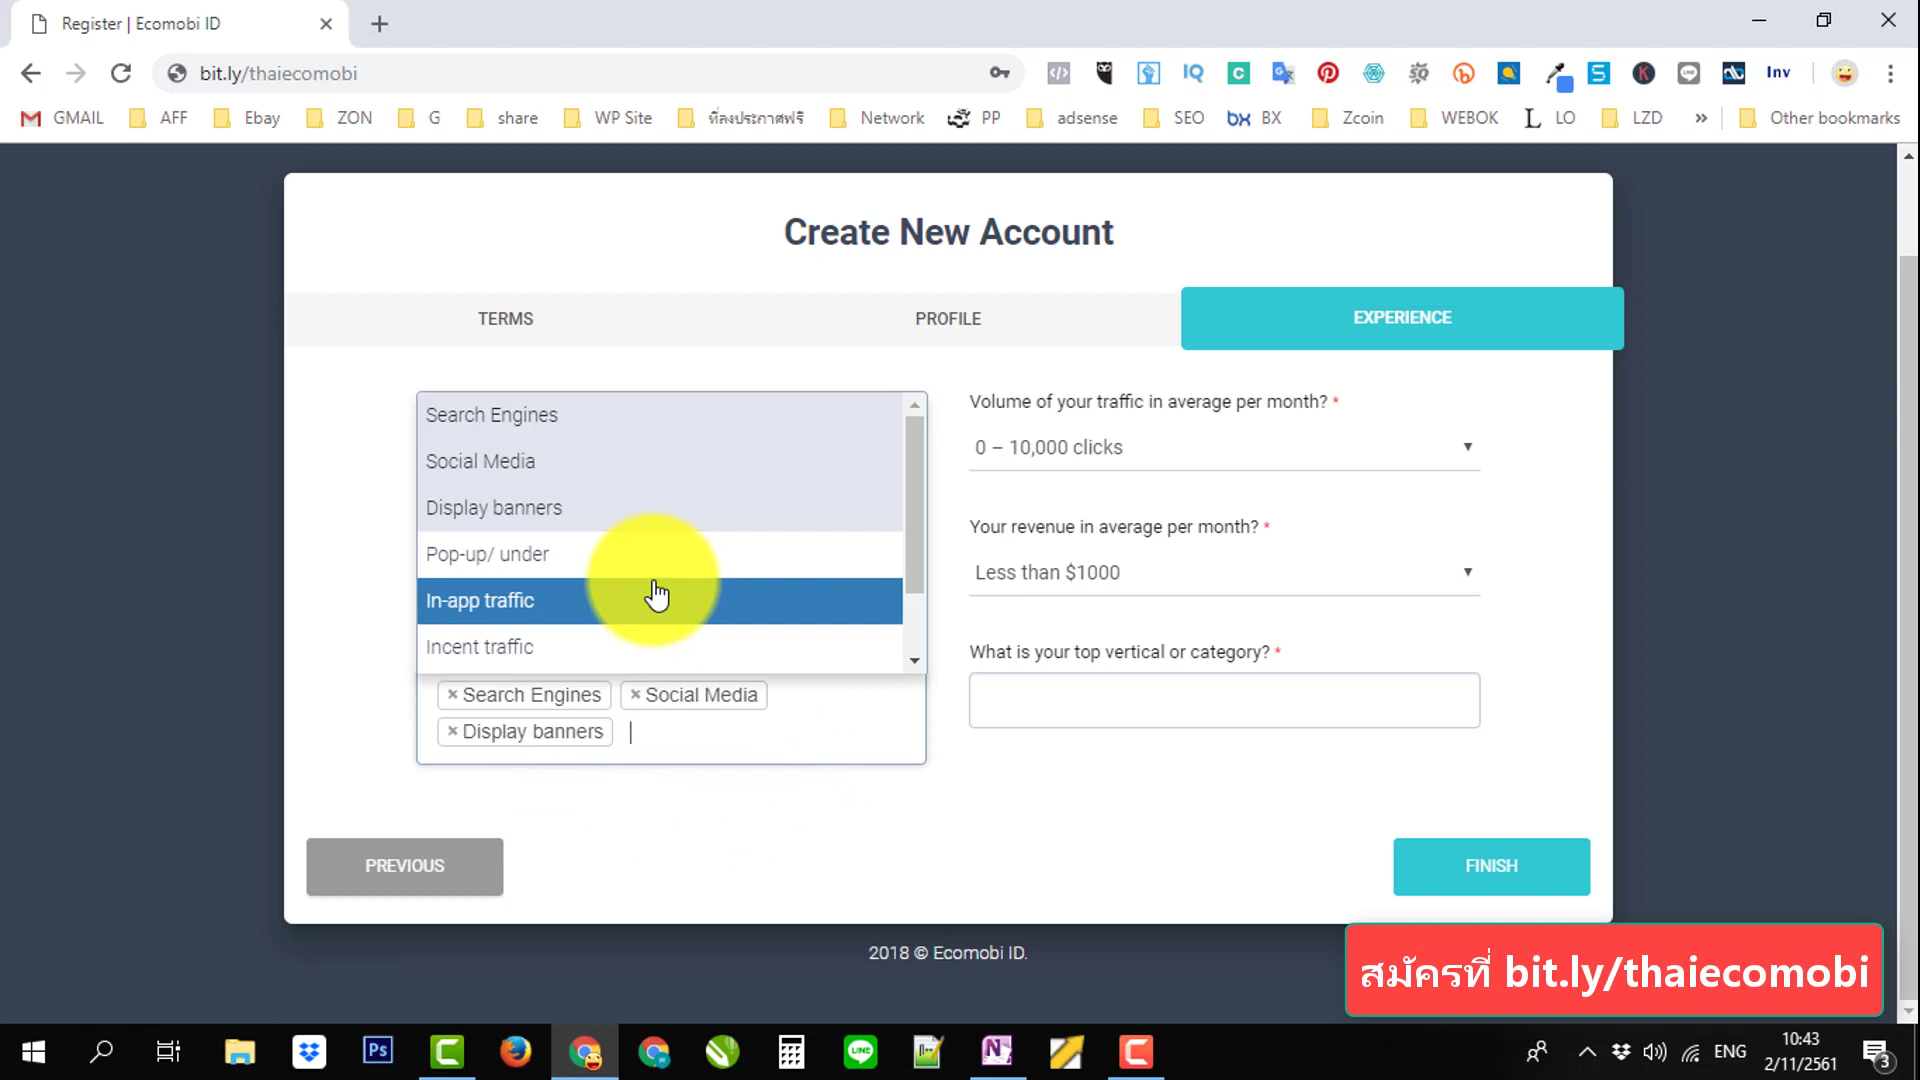 Register | Ecomobi ID
bit.ly/thaiecomobi
IQ
Inv
GMAIL
AFF
Ebay
ZON
G
share
WP Site
ที่ลงประกาศฟรี
Network
PP
adsense
SEO
bx BX
Zcoin
WEBOK
L LO
LZD
»
Other bookmarks
Create New Account
TERMS
PROFILE
EXPERIENCE
Search Engines
Social Media
Display banners
Pop-up/ under
In-app traffic
Incent traffic
× Search Engines × Social Media
× Display banners
Volume of your traffic in average per month? *
0 – 10,000 clicks
Your revenue in average per month? *
Less than $1000
What is your top vertical or category? *
PREVIOUS
FINISH
2018 © Ecomobi ID.
สมัครที่ bit.ly/thaiecomobi
Ps
ENG
10:43
2/11/2561
3